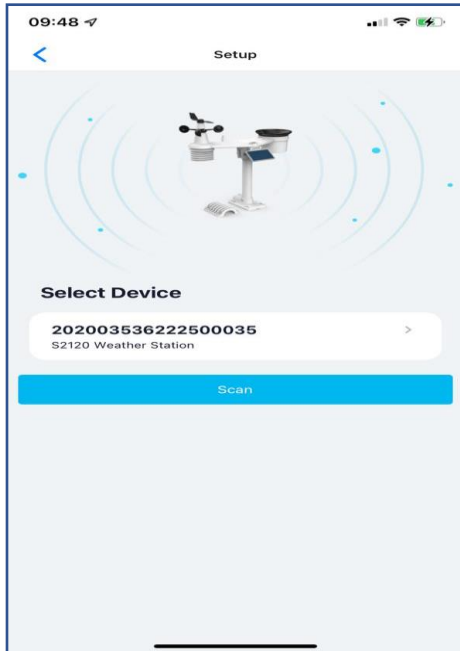 09:48
Setup
Select Device
202003536222500035
S2120 Weather Station
Scan